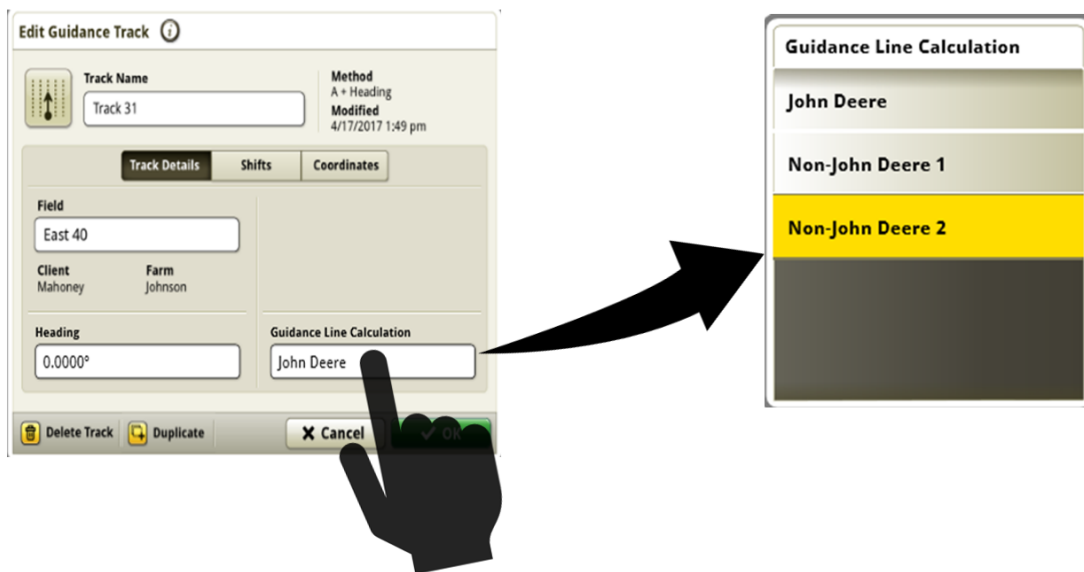 Edit Guidance Track i
Track Name
Track 31
Method
A + Heading
Modified
4/17/2017 1:49 pm
Track Details Shifts Coordinates
Field
East 40
Client Farm
Mahoney Johnson
Heading Guidance Line Calculation
0.0000° John Deere
Delete Track Duplicate Cancel OK
Guidance Line Calculation
John Deere
Non-John Deere 1
Non-John Deere 2